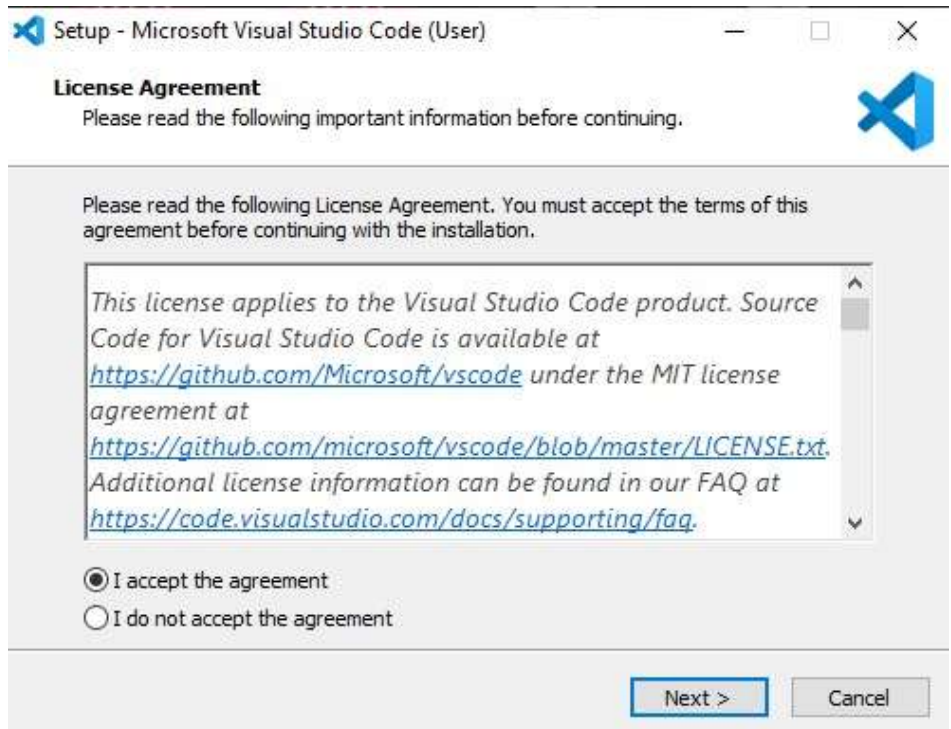 Setup - Microsoft Visual Studio Code (User)
License Agreement
Please read the following important information before continuing.
Please read the following License Agreement. You must accept the terms of this
agreement before continuing with the installation.
This license applies to the Visual Studio Code product. Source
Code for Visual Studio Code is available at
https://github.com/Microsoft/vscode under the MIT license
agreement at
https://github.com/microsoft/vscode/blob/master/LICENSE.txt.
Additional license information can be found in our FAQ at
https://code.visualstudio.com/docs/supporting/faq.
I accept the agreement
I do not accept the agreement
Next >
Cancel